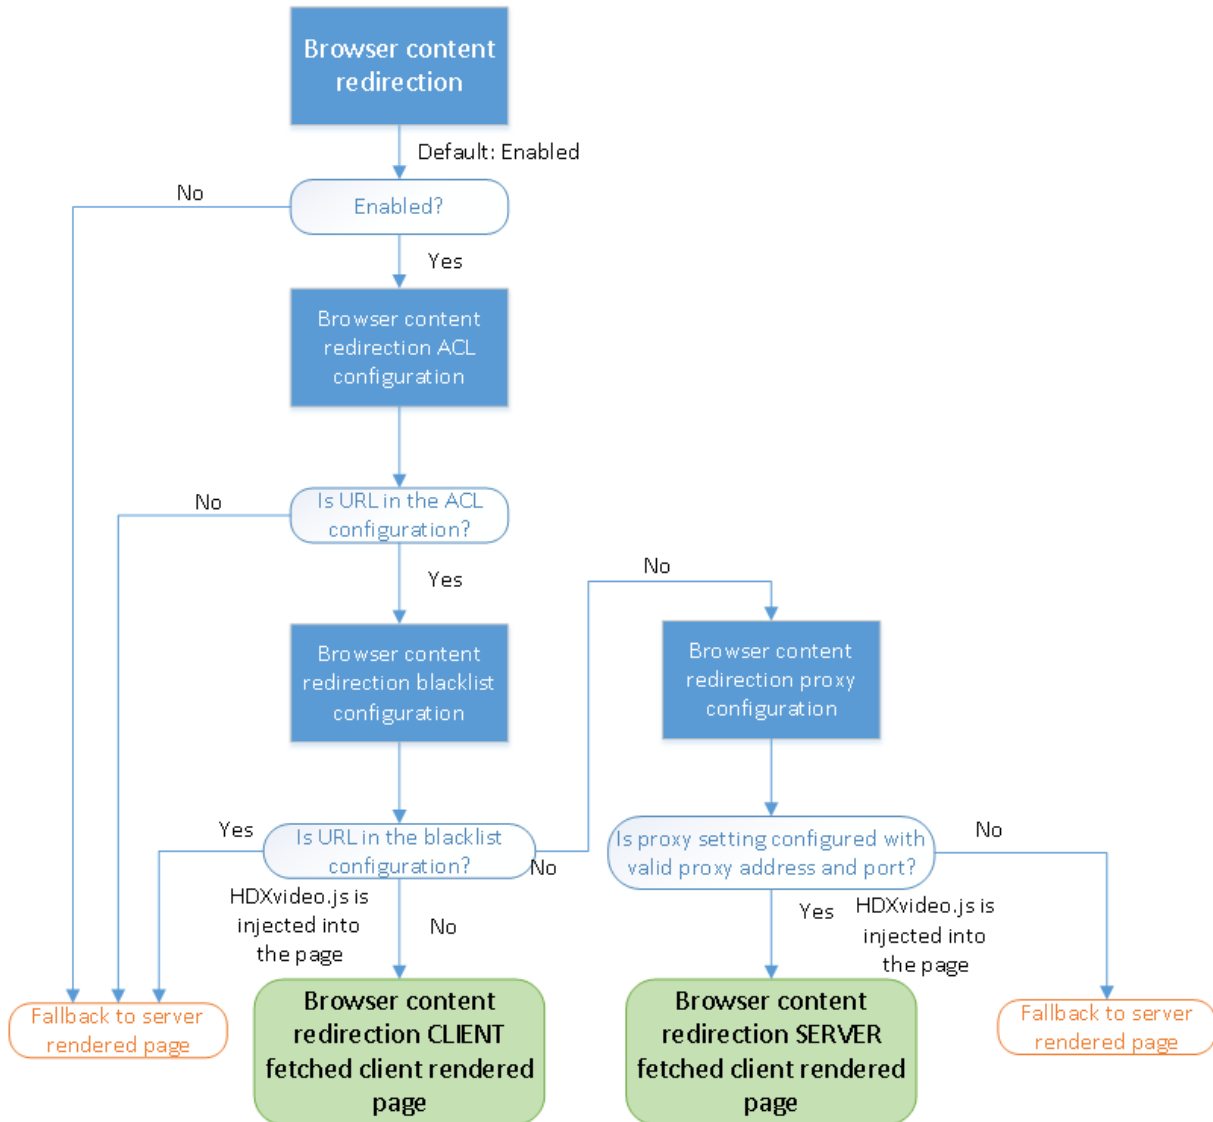 Browser content
redirection
Default: Enabled
No
Enabled?
Yes
Browser content
redirection ACL
configuration
No
Is URL in the ACL
configuration?
Yes
No
Browser content
redirection blacklist
configuration
Browser content
redirection proxy
configuration
Yes
Is URL in the blacklist
configuration?
No
Is proxy setting configured with
valid proxy address and port?
No
HDXvideo.js is
injected into
the page
No
Yes
HDXvideo.js is
injected into
the page
Fallback to server
rendered page
Browser content
redirection CLIENT
fetched client rendered
page
Browser content
redirection SERVER
fetched client rendered
page
Fallback to server
rendered page